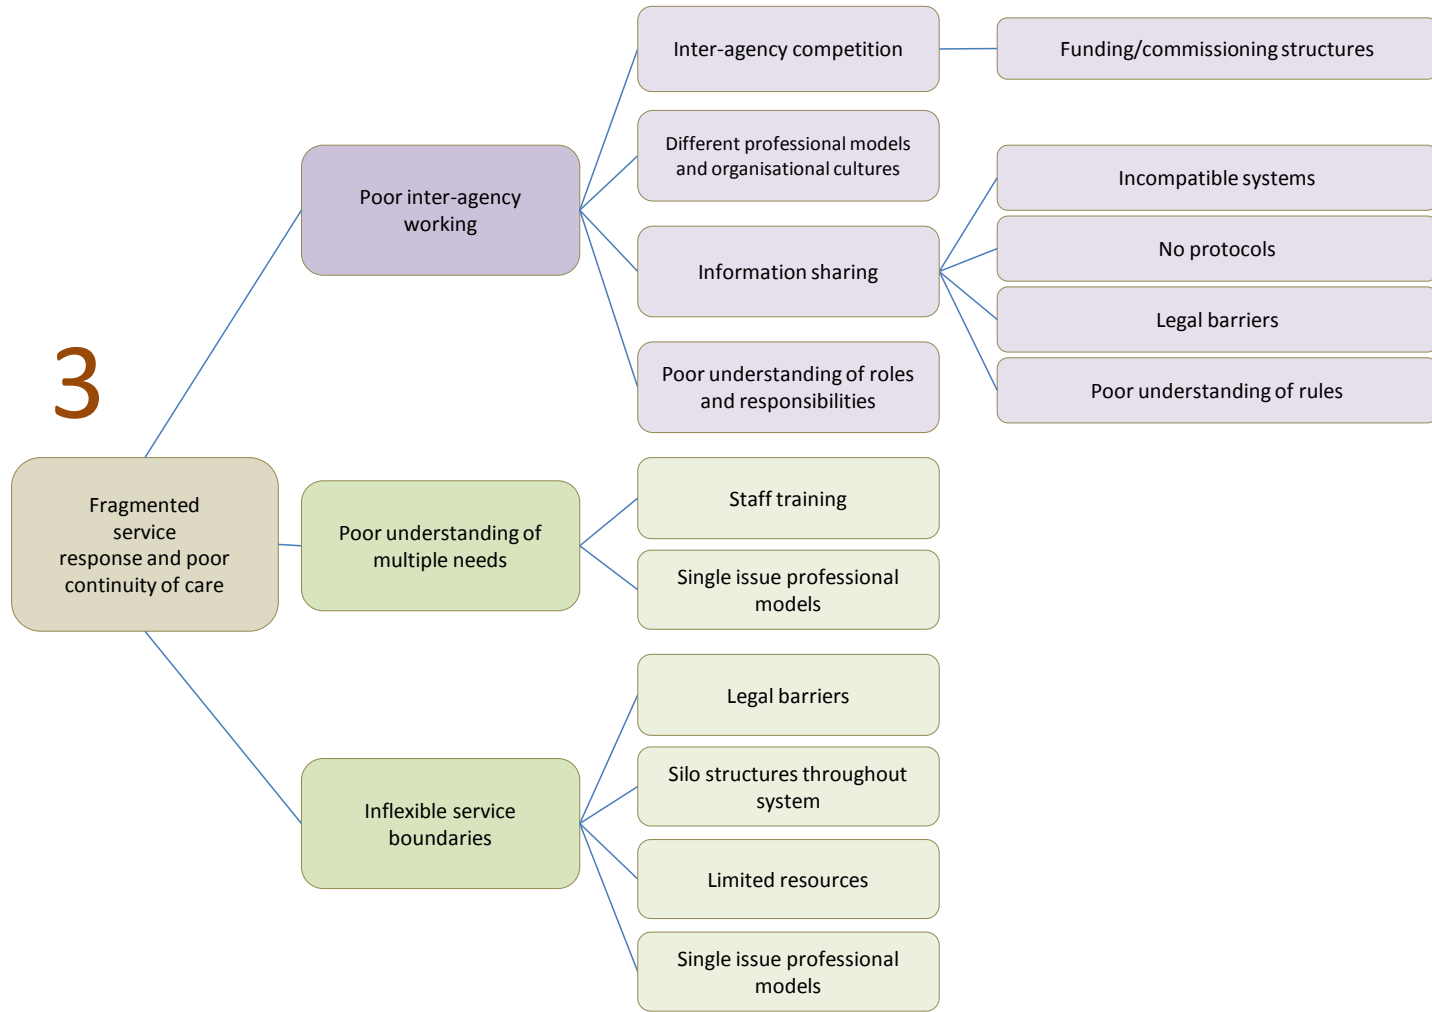 3
Fragmented
service
response and poor
continuity of care
Poor inter-agency
working
Inter-agency competition
Funding/commissioning structures
Different professional models
and organisational cultures
Information sharing
Incompatible systems
No protocols
Legal barriers
Poor understanding of rules
Poor understanding of roles
and responsibilities
Poor understanding of
multiple needs
Staff training
Single issue professional
models
Inflexible service
boundaries
Legal barriers
Silo structures throughout
system
Limited resources
Single issue professional
models